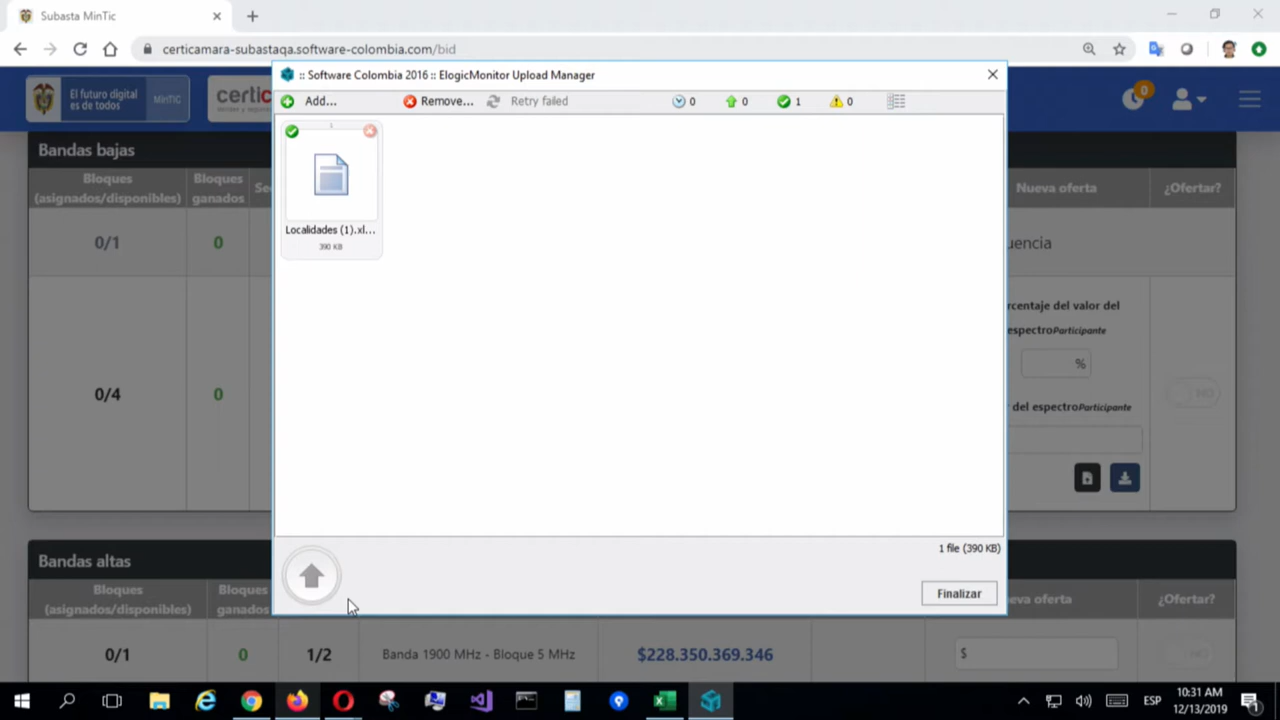 Subasta MinTic
certicamara-subastaqa.software-colombia.com/bid
:: Software Colombia 2016 :: ElogicMonitor Upload Manager
El futuro digital
es de todos
MinTIC
Add...
Remove...
Retry failed
0
0
1
0
0
Bandas bajas
Bloques
(asignados/disponibles)
Bloques
ganados
Nueva oferta
¿Ofertar?
1
Localidades (1).xl...
390 KB
0/1
0
uencia
rcentaje del valor del
espectroParticipante
%
0/4
0
NO
del espectroParticipante
1 file (390 KB)
Finalizar
Bandas altas
Bloques
(asignados/disponibles)
Bloques
ganados
eva oferta
¿Ofertar?
0/1
0
1/2
Banda 1900 MHz - Bloque 5 MHz
$228.350.369.346
$
NO
ESP
10:31 AM
12/13/2019
1